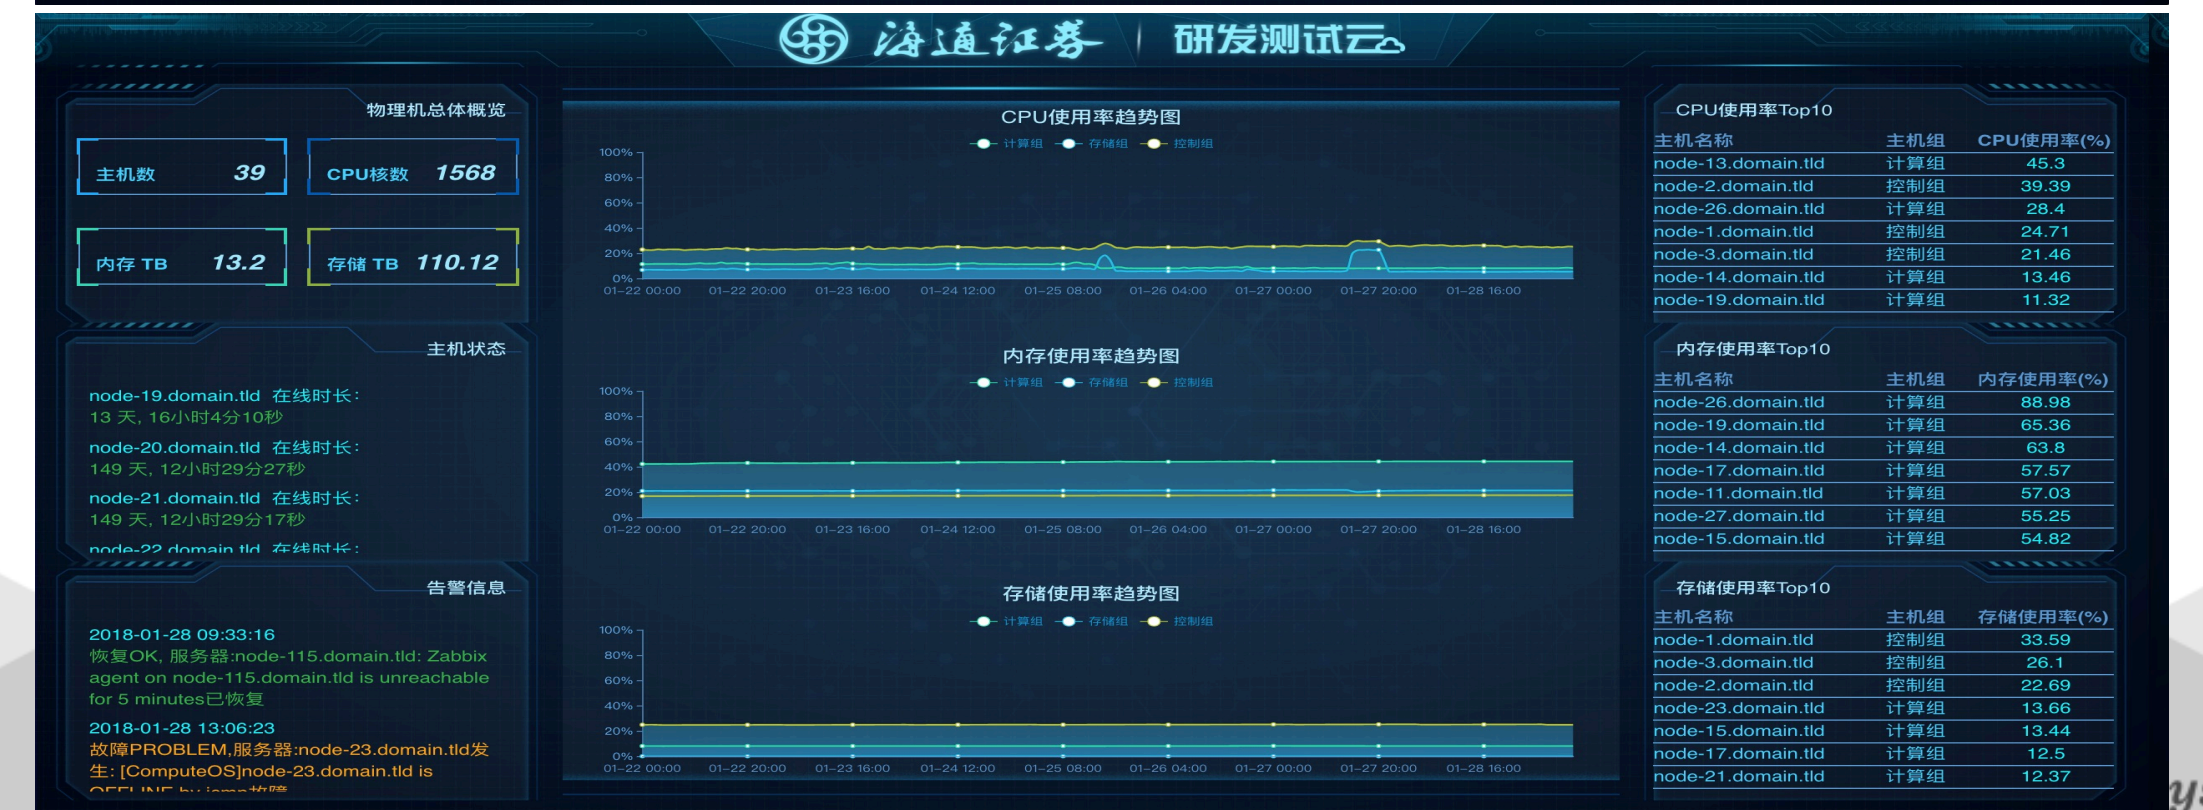 海通证券 研发测试云
物理机总体概览
主机数 39
CPU核数 1568
内存 TB 13.2
存储 TB 110.12
主机状态
node-19.domain.tld 在线时长：
13 天, 16小时4分10秒
node-20.domain.tld 在线时长：
149 天, 12小时29分27秒
node-21.domain.tld 在线时长：
149 天, 12小时29分17秒
node-22.domain.tld 在线时长：
告警信息
2018-01-28 09:33:16
恢复OK, 服务器:node-115.domain.tld: Zabbix
agent on node-115.domain.tld is unreachable
for 5 minutes已恢复
2018-01-28 13:06:23
故障PROBLEM,服务器:node-23.domain.tld发
生: [ComputeOS]node-23.domain.tld is
OFFLINE by icmp故障
CPU使用率趋势图
计算组 存储组 控制组
100%
80%
60%
40%
20%
0%
01-22 00:00 01-22 20:00 01-23 16:00 01-24 12:00 01-25 08:00 01-26 04:00 01-27 00:00 01-27 20:00 01-28 16:00
内存使用率趋势图
计算组 存储组 控制组
100%
80%
60%
40%
20%
0%
01-22 00:00 01-22 20:00 01-23 16:00 01-24 12:00 01-25 08:00 01-26 04:00 01-27 00:00 01-27 20:00 01-28 16:00
存储使用率趋势图
计算组 存储组 控制组
100%
80%
60%
40%
20%
0%
01-22 00:00 01-22 20:00 01-23 16:00 01-24 12:00 01-25 08:00 01-26 04:00 01-27 00:00 01-27 20:00 01-28 16:00
CPU使用率Top10
主机名称 主机组 CPU使用率(%)
node-13.domain.tld 计算组 45.3
node-2.domain.tld 控制组 39.39
node-26.domain.tld 计算组 28.4
node-1.domain.tld 控制组 24.71
node-3.domain.tld 控制组 21.46
node-14.domain.tld 计算组 13.46
node-19.domain.tld 计算组 11.32
内存使用率Top10
主机名称 主机组 内存使用率(%)
node-26.domain.tld 计算组 88.98
node-19.domain.tld 计算组 65.36
node-14.domain.tld 计算组 63.8
node-17.domain.tld 计算组 57.57
node-11.domain.tld 计算组 57.03
node-27.domain.tld 计算组 55.25
node-15.domain.tld 计算组 54.82
存储使用率Top10
主机名称 主机组 存储使用率(%)
node-1.domain.tld 控制组 33.59
node-3.domain.tld 控制组 26.1
node-2.domain.tld 控制组 22.69
node-23.domain.tld 计算组 13.66
node-15.domain.tld 计算组 13.44
node-17.domain.tld 计算组 12.5
node-21.domain.tld 计算组 12.37